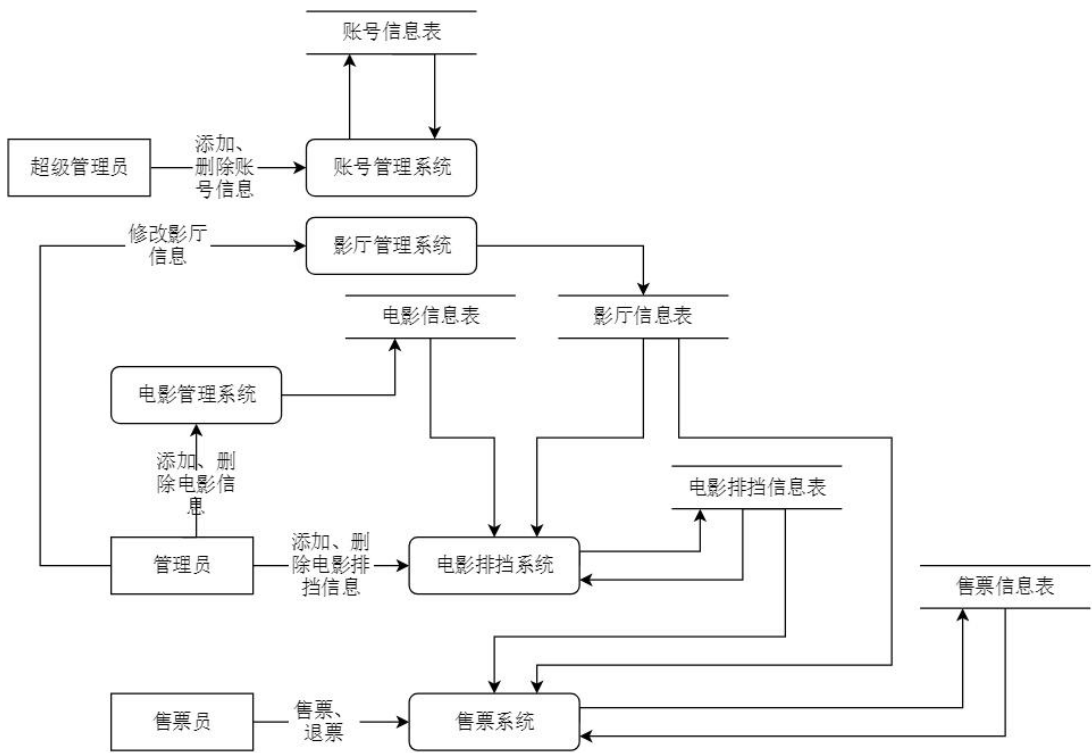 账号信息表
超级管理员
添加、
删除账
号信息
账号管理系统
修改影厅
信息
影厅管理系统
电影信息表
影厅信息表
电影管理系统
添加、删
除电影信
息
电影排挡信息表
管理员
添加、删
除电影排
挡信息
电影排挡系统
售票信息表
售票员
售票、
退票
售票系统